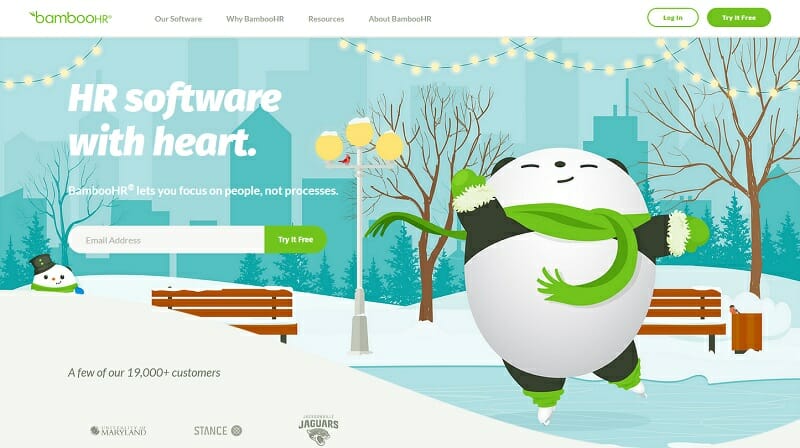 bambooHR®
Our Software
Why BambooHR
Resources
About BambooHR
Log In
Try It Free
HR software
with heart.
BambooHR® lets you focus on people, not processes.
Email Address
Try It Free
A few of our 19,000+ customers
UNIVERSITY OF
MARYLAND
STANCE
JACKSONVILLE
JAGUARS